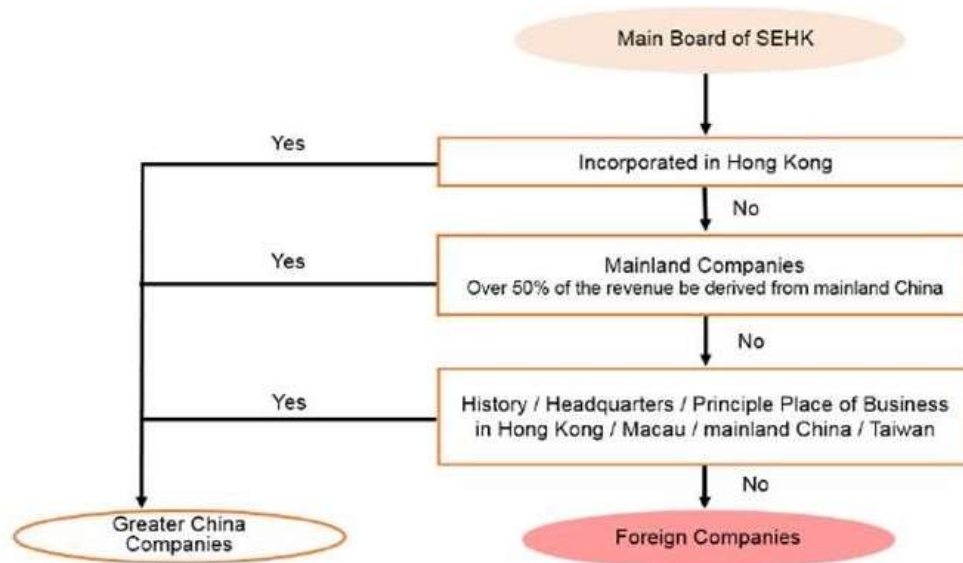 Main Board of SEHK
Yes
Incorporated in Hong Kong
No
Yes
Mainland Companies
Over 50% of the revenue be derived from mainland China
No
Yes
History / Headquarters / Principle Place of Business
in Hong Kong / Macau / mainland China / Taiwan
No
Greater China
Companies
Foreign Companies